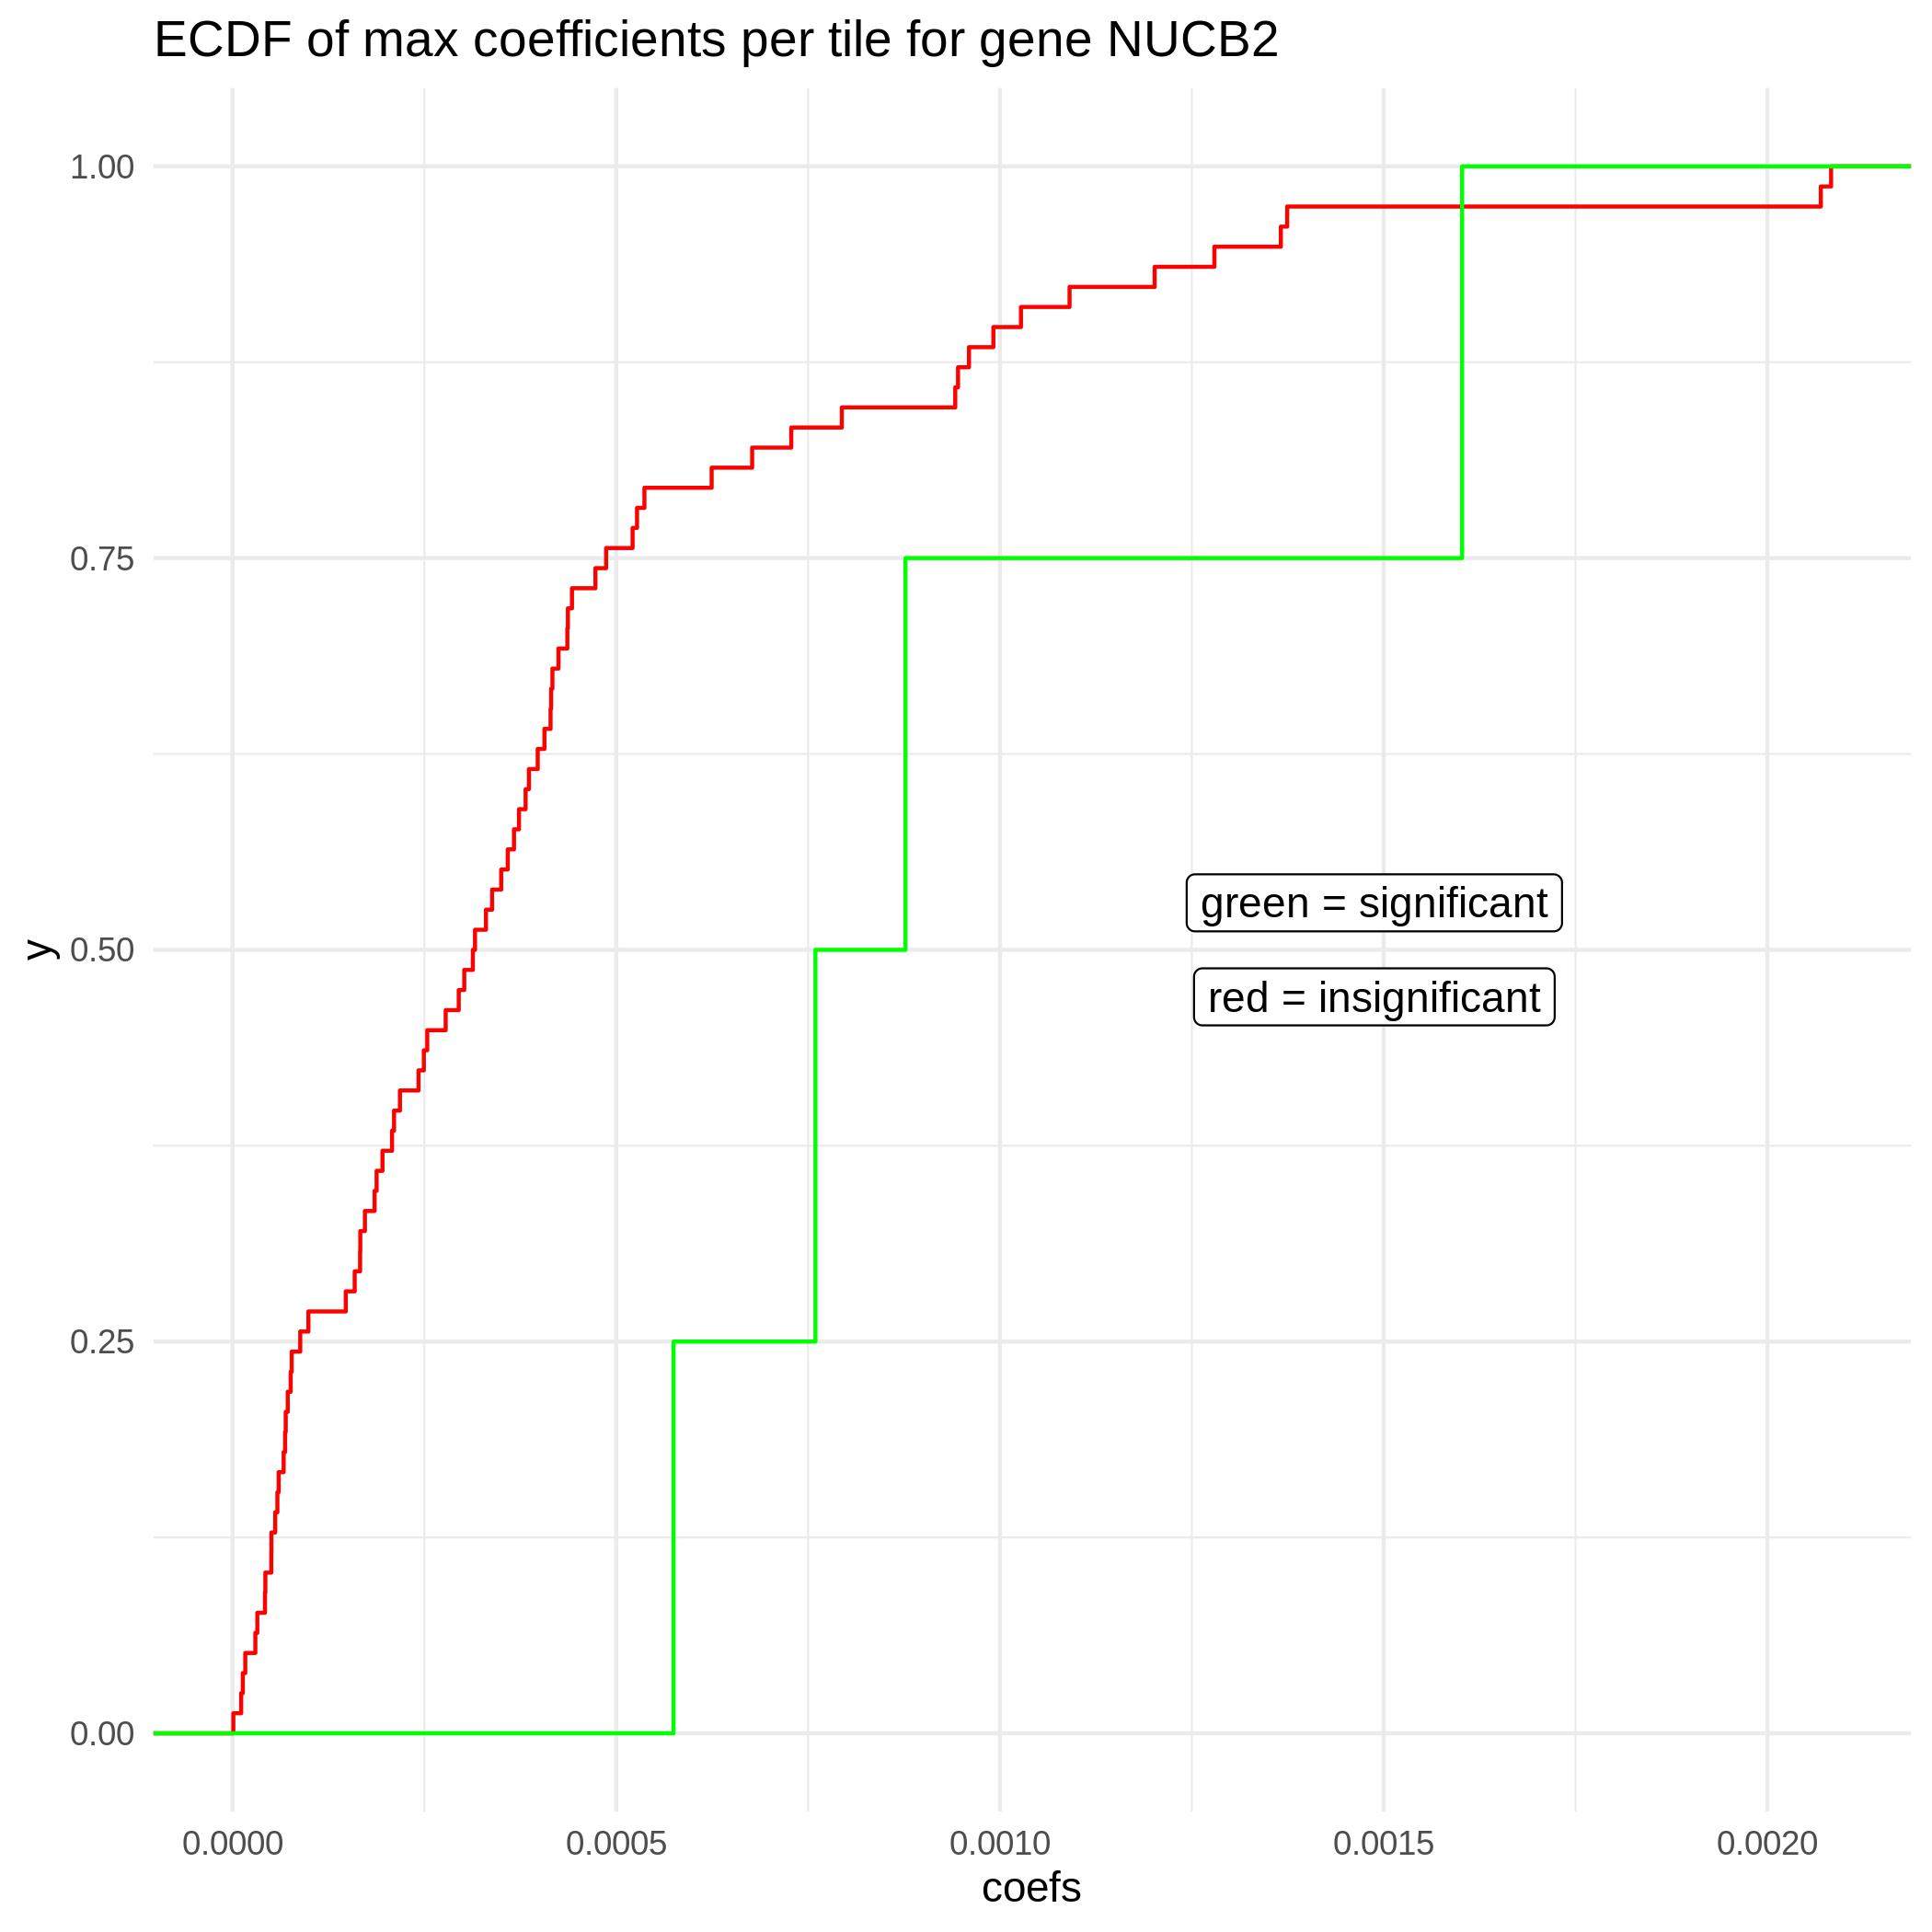 ECDF of max coefficients per tile for gene NUCB2
1.00
0.75
0.50
0.25
0.00
y
green = significant
red = insignificant
0.0000 0.0005 0.0010 0.0015 0.0020
coefs